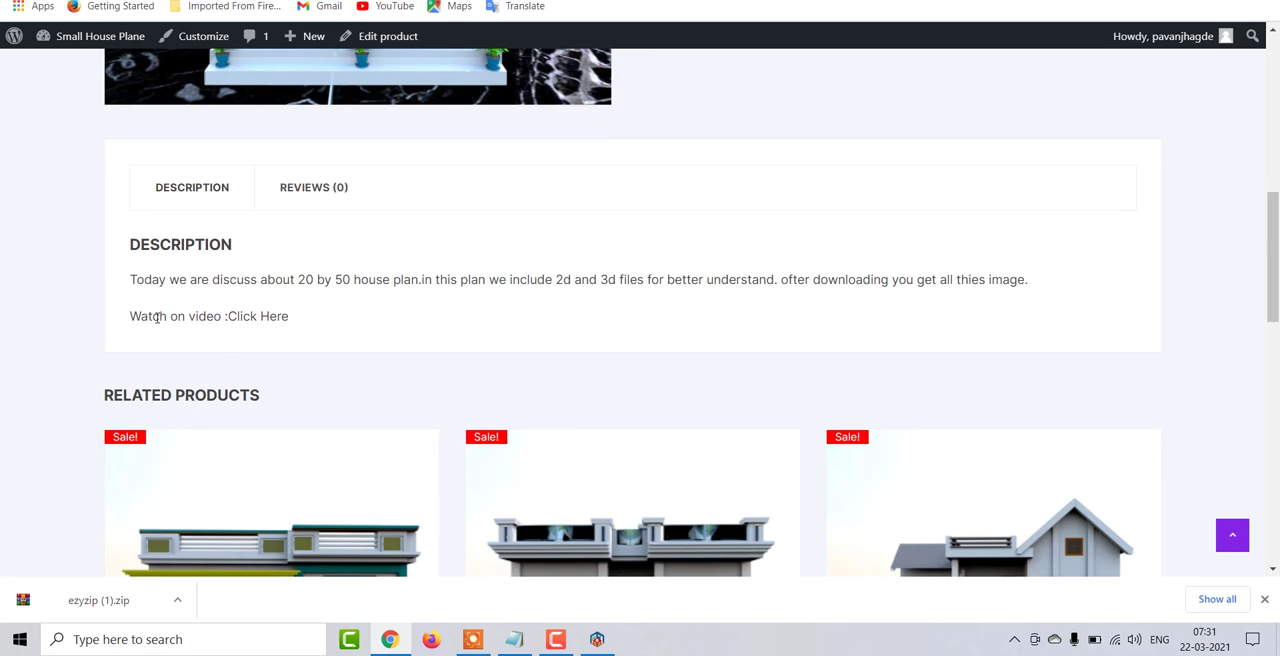 Apps Getting Started Imported From Fire... Gmail YouTube Maps Translate
Small House Plane Customize 1 New Edit product Howdy, pavanjhagde
DESCRIPTION REVIEWS (0)
DESCRIPTION
Today we are discuss about 20 by 50 house plan.in this plan we include 2d and 3d files for better understand. ofter downloading you get all thies image.
Watch on video :Click Here
RELATED PRODUCTS
Sale! Sale! Sale!
ezyzip (1).zip Show all
Type here to search ENG 07:31
22-03-2021